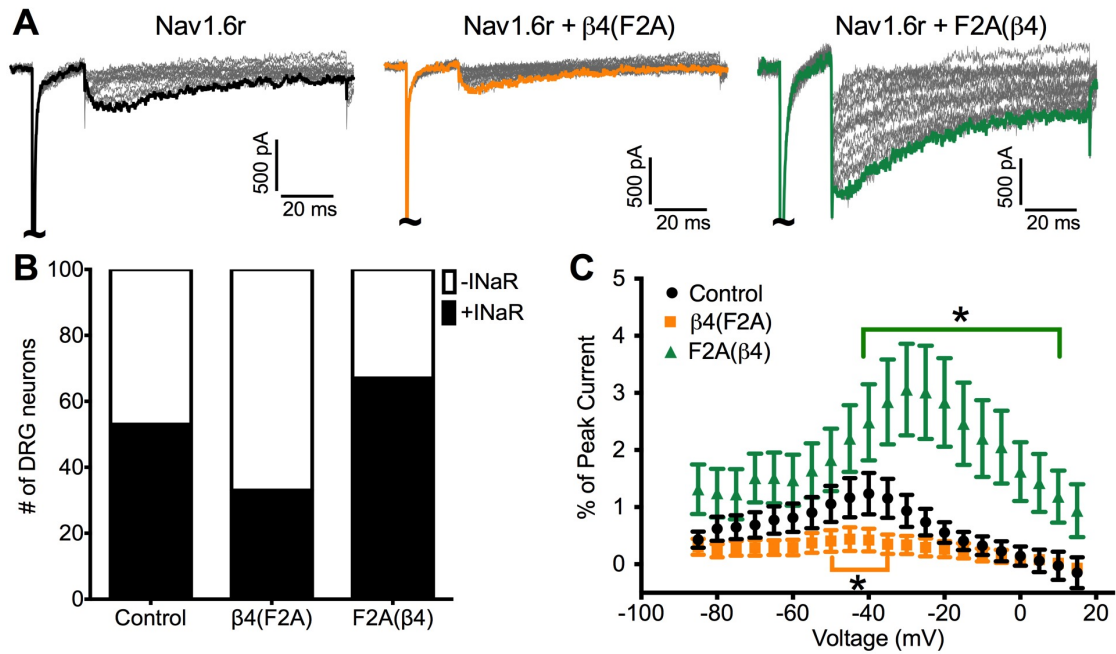 A
Nav1.6r
Nav1.6r + β4(F2A)
Nav1.6r + F2A(β4)
500 pA
20 ms
~
500 pA
20 ms
~
500 pA
20 ms
~
B
# of DRG neurons
100
80
60
40
20
0
Control
β4(F2A)
F2A(β4)
-INaR
+INaR
C
% of Peak Current
5
4
3
2
1
0
Control
β4(F2A)
F2A(β4)
*
*
-100
-80
-60
-40
-20
0
20
Voltage (mV)